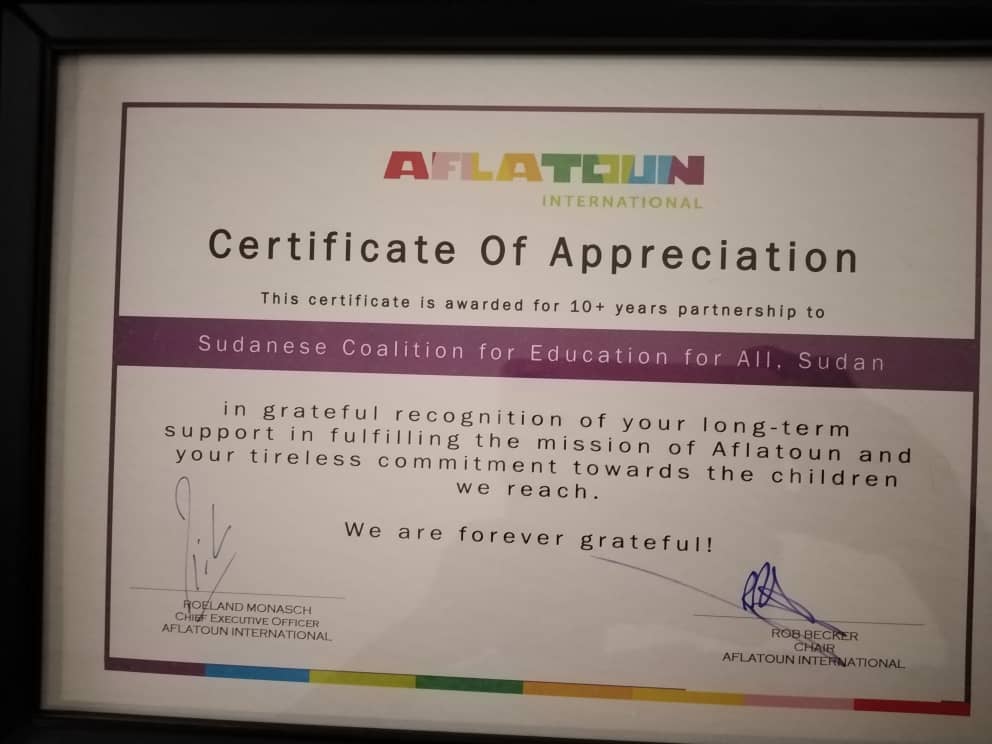 AFLATOUN
INTERNATIONAL
Certificate Of Appreciation
This certificate is awarded for 10+ years partnership to
Sudanese Coalition for Education for All, Sudan
in grateful recognition of your long-term
support in fulfilling the mission of Aflatoun and
your tireless commitment towards the children
we reach.
We are forever grateful!
ROELAND MONASCH
CHIEF EXECUTIVE OFFICER
AFLATOUN INTERNATIONAL
ROB BECKER
CHAIR
AFLATOUN INTERNATIONAL